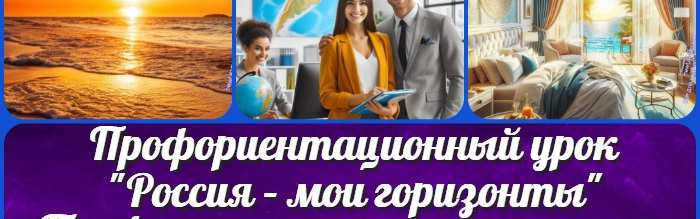 Профориентационный урок
"Россия – мои горизонты"